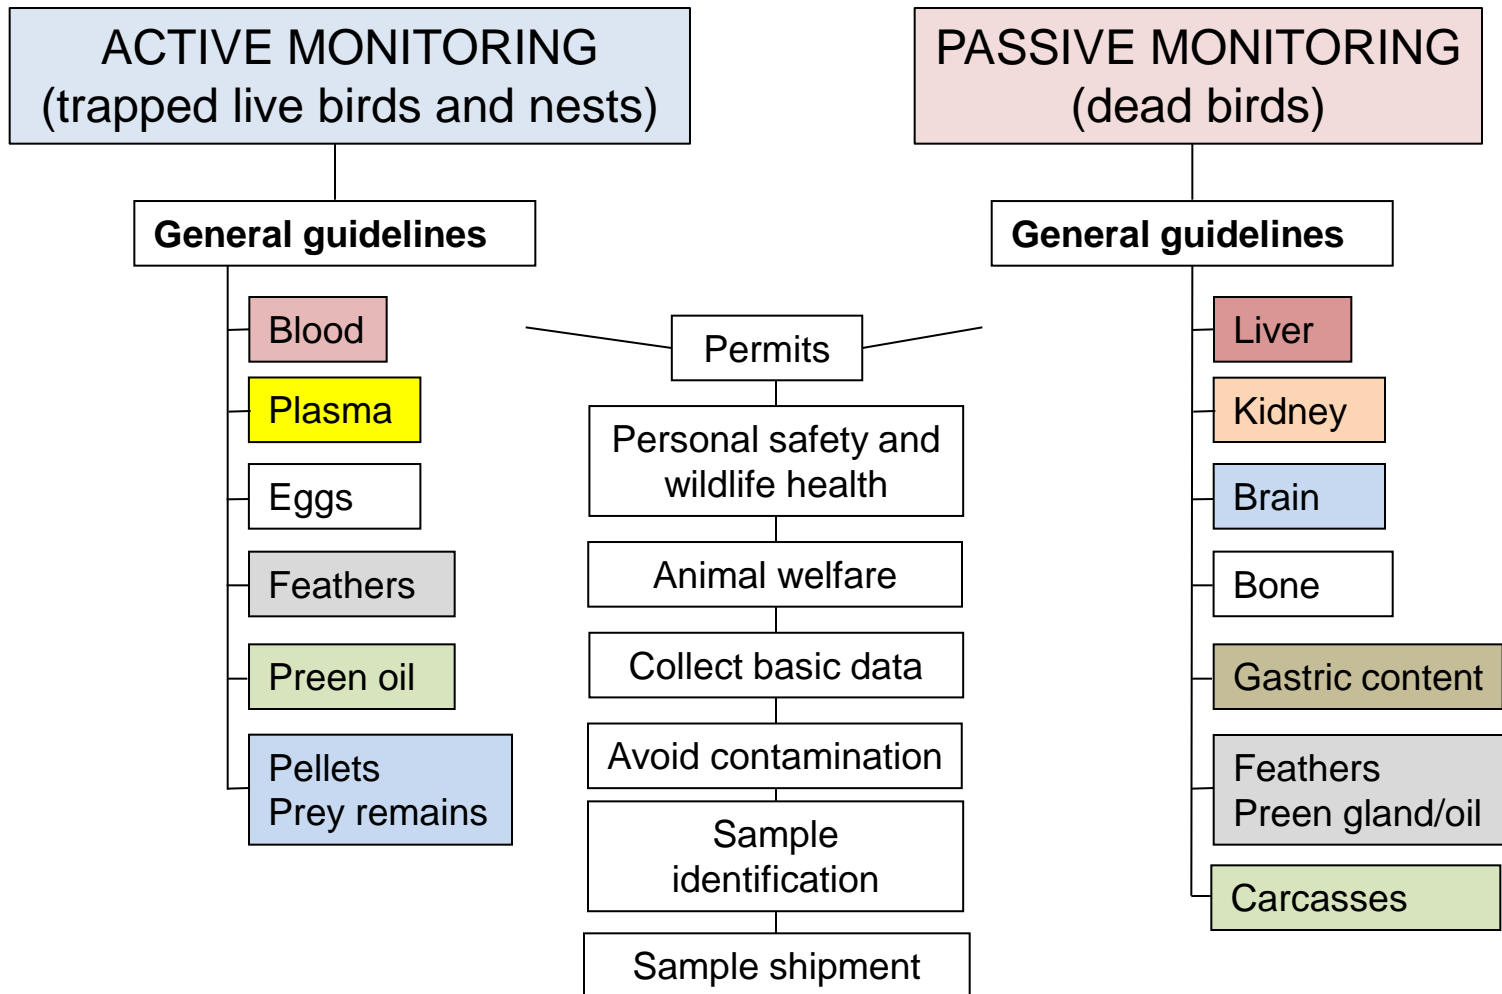 ACTIVE MONITORING
(trapped live birds and nests)
PASSIVE MONITORING
(dead birds)
General guidelines
Blood
Plasma
Eggs
Feathers
Preen oil
Pellets
Prey remains
Permits
Personal safety and
wildlife health
Animal welfare
Collect basic data
Avoid contamination
Sample
identification
Sample shipment
General guidelines
Liver
Kidney
Brain
Bone
Gastric content
Feathers
Preen gland/oil
Carcasses